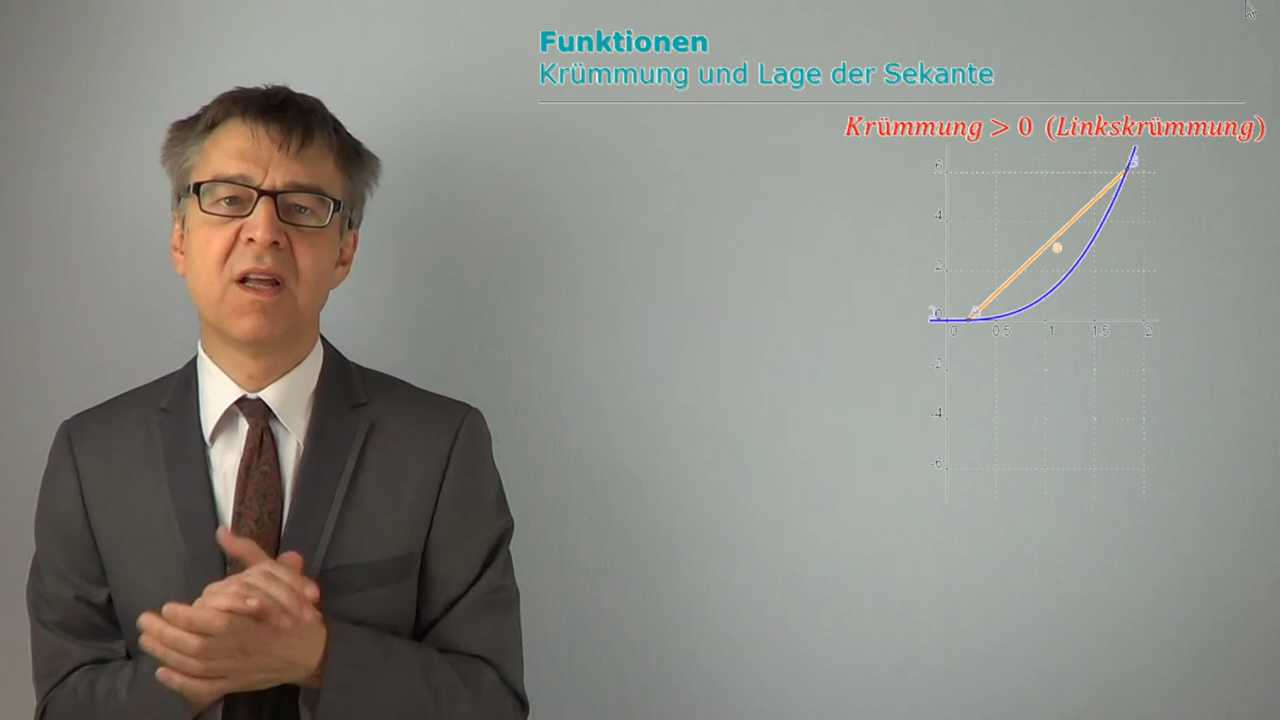 Funktionen
Krümmung und Lage der Sekante
Krümmung > 0 (Linkskrümmung)
6
4
2
0
0 0.5 1 1.5 2
-2
-4
-6